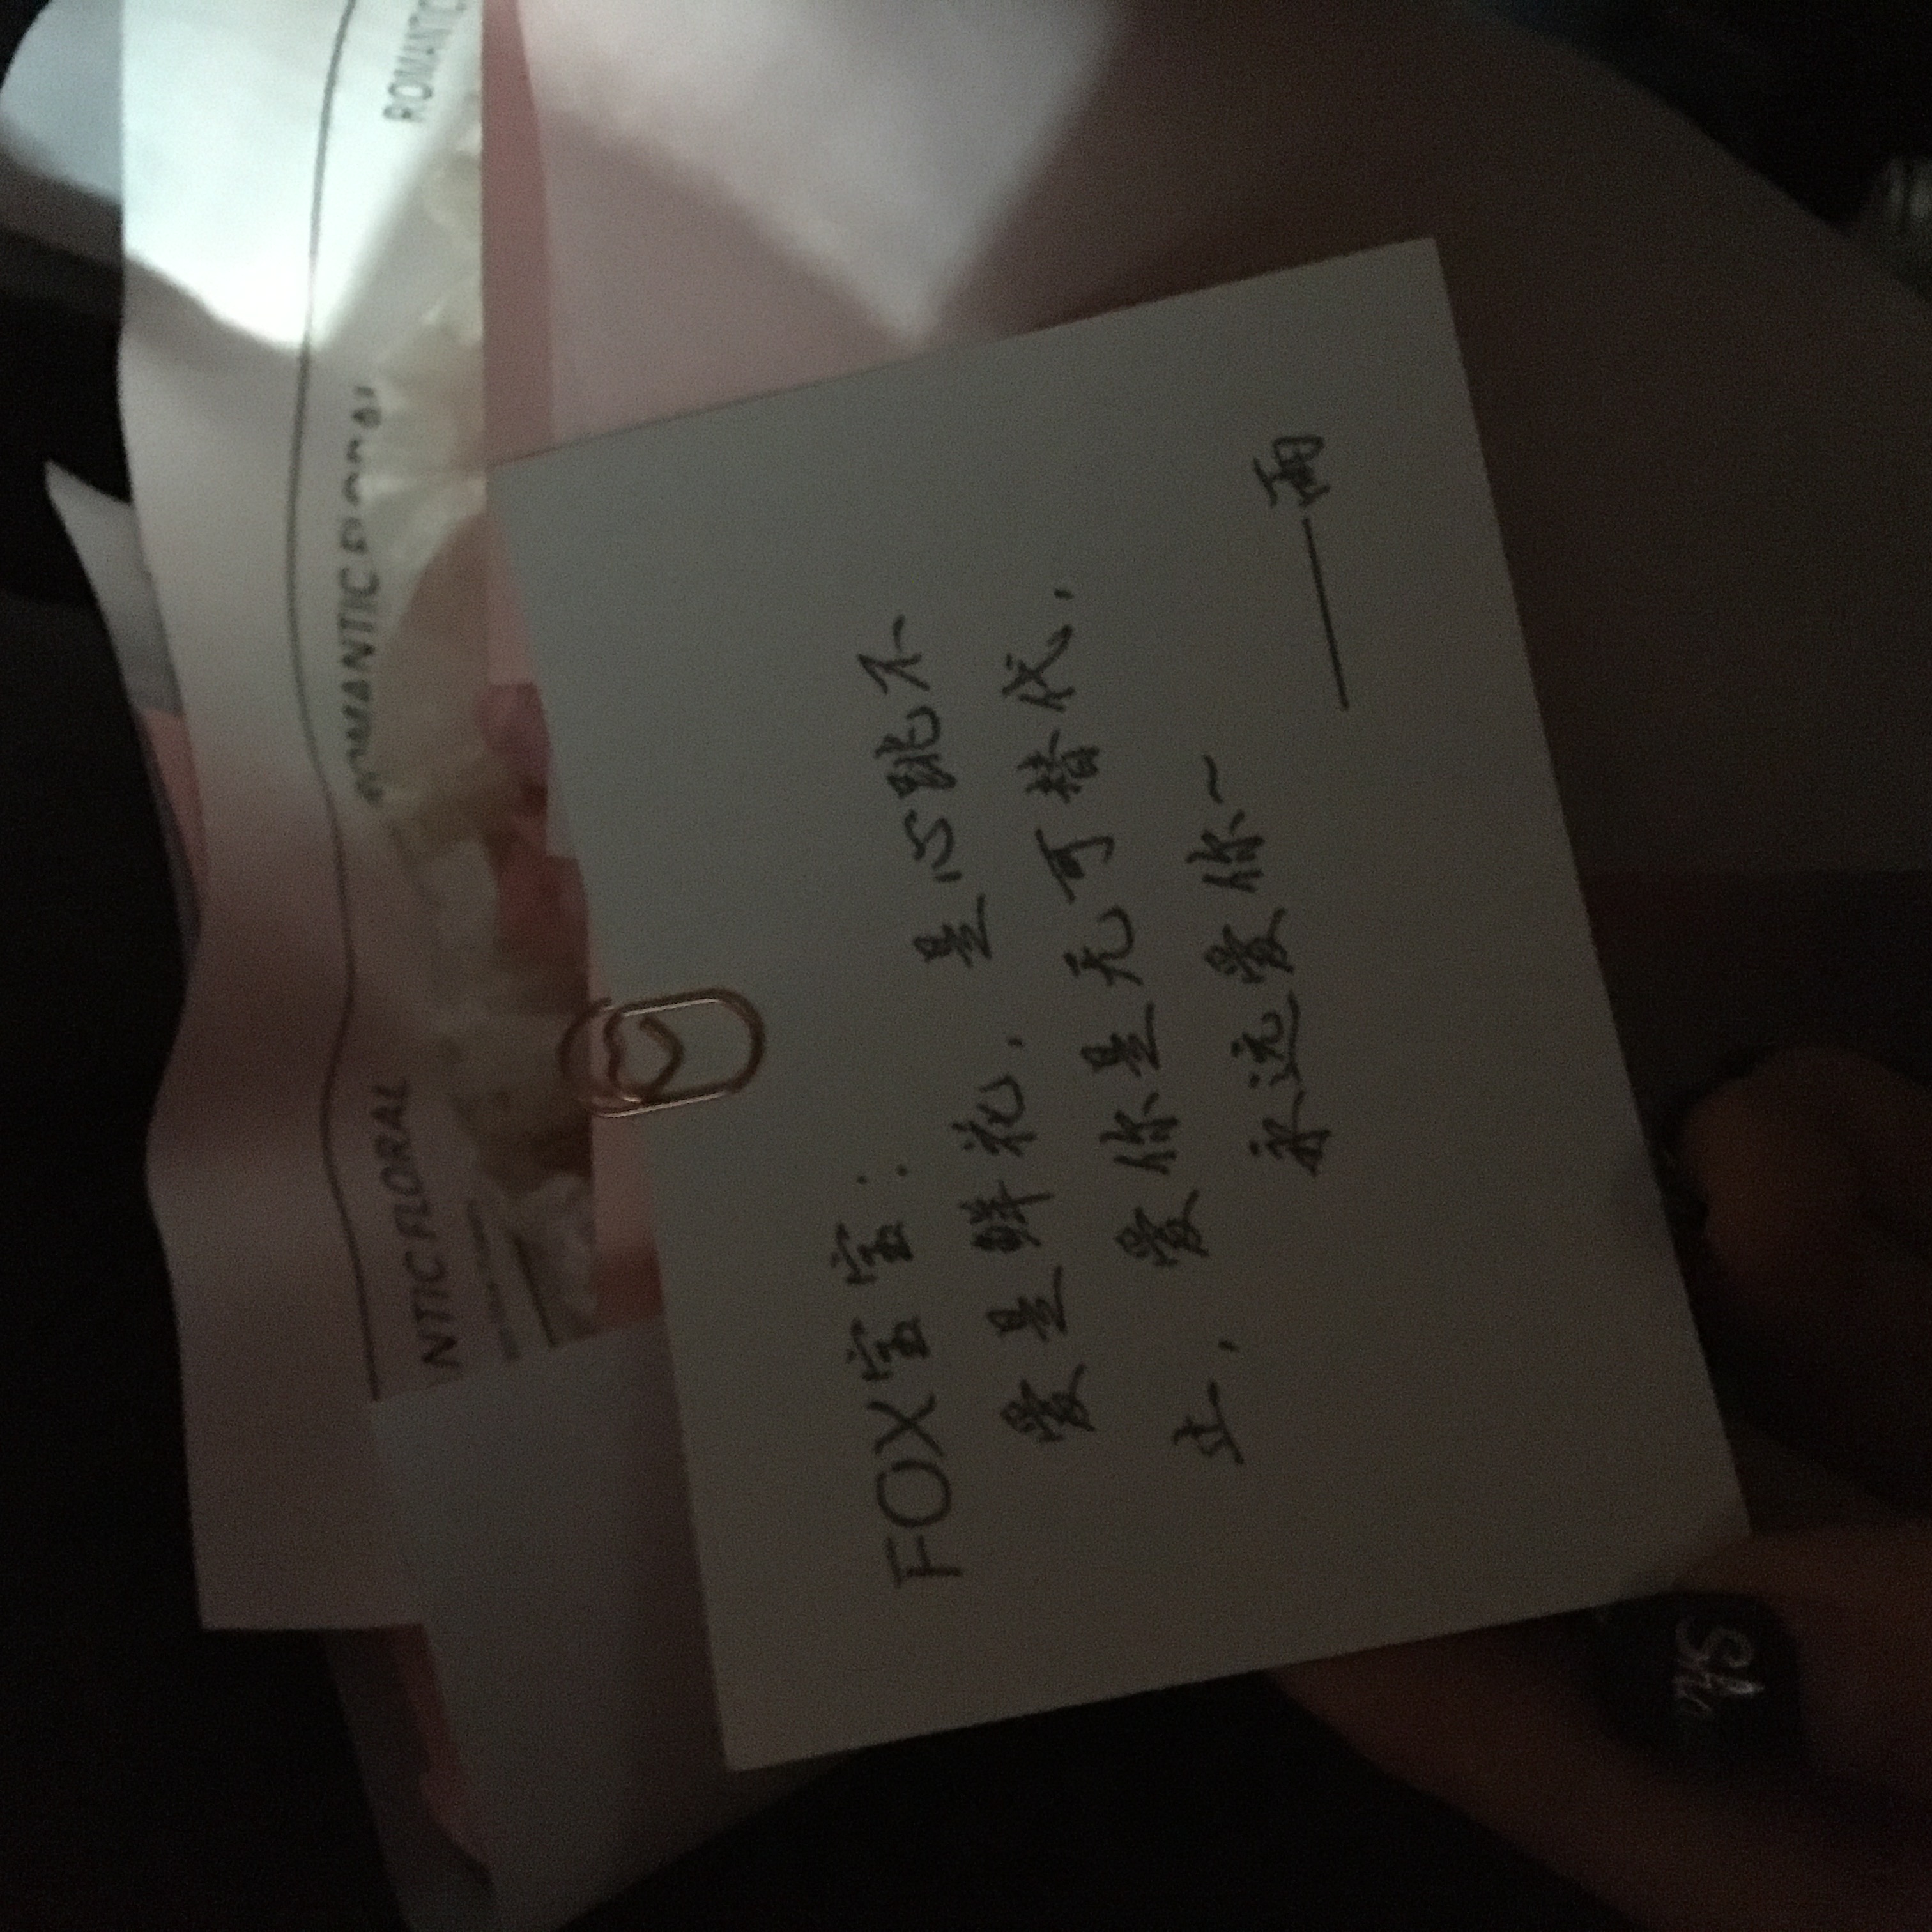 NTIC FLORAL
ROMANTIC FLORAL
ROMANTIC
FOX宝宝：
爱是鲜花，是心跳不
止，爱你是无可替代，
永远爱你~
——雨